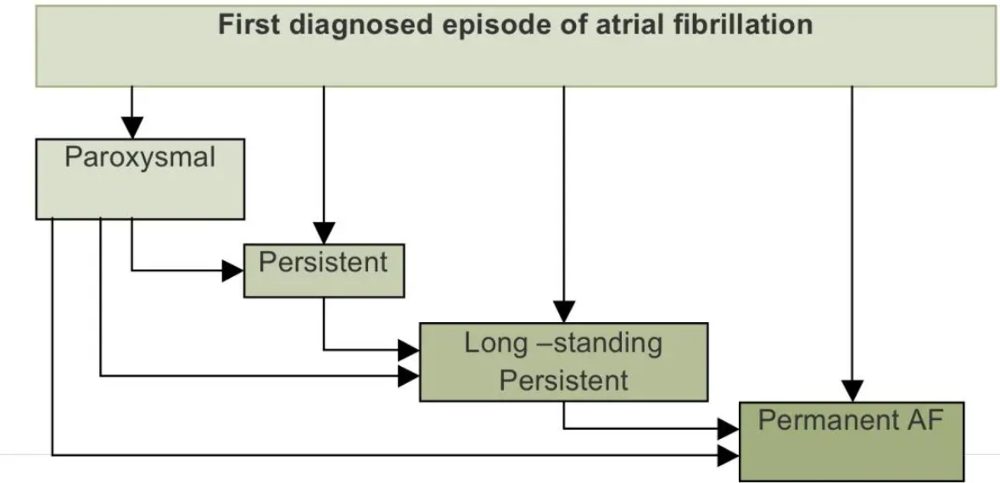 First diagnosed episode of atrial fibrillation
Paroxysmal
Persistent
Long –standing
Persistent
Permanent AF